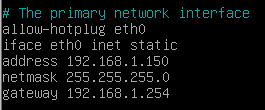 # The primary network interface
allow-hotplug eth0
iface eth0 inet static
address 192.168.1.150
netmask 255.255.255.0
gateway 192.168.1.254